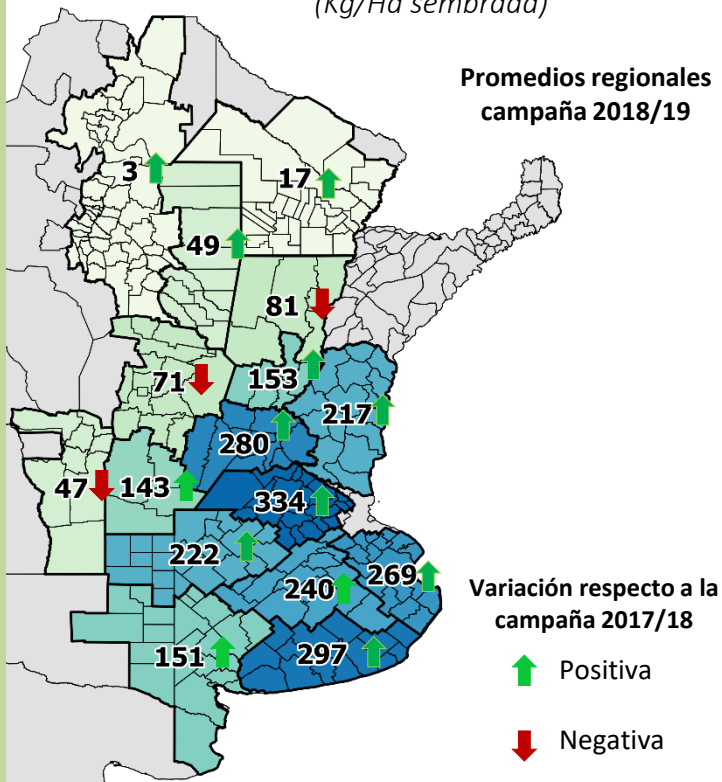 (Kg/Ha sembrada)
Promedios regionales
campaña 2018/19
3
17
49
81
153
71
217
280
47
143
334
222
240
269
151
297
Variación respecto a la
campaña 2017/18
Positiva
Negativa